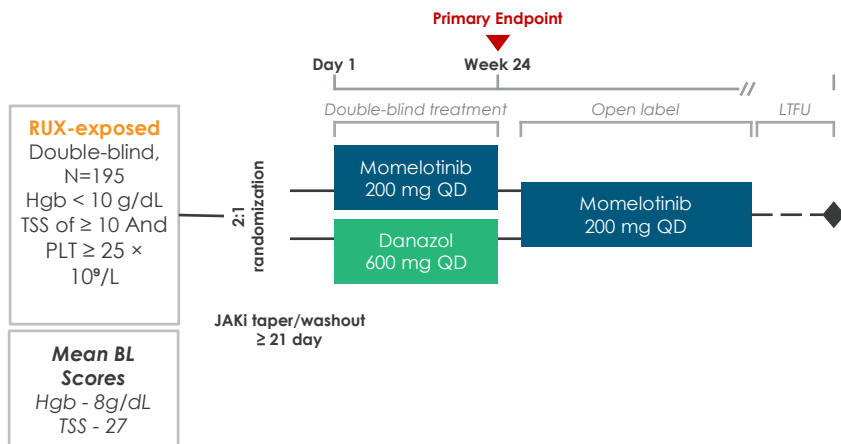 Primary Endpoint
Day 1
Week 24
Double-blind treatment
Open label
LTFU
RUX-exposed
Double-blind,
N=195
Hgb < 10 g/dL
TSS of ≥ 10 And
PLT ≥ 25 ×
10⁹/L
2:1
randomization
Momelotinib
200 mg QD
Danazol
600 mg QD
Momelotinib
200 mg QD
JAKi taper/washout
≥ 21 day
Mean BL
Scores
Hgb - 8g/dL
TSS - 27